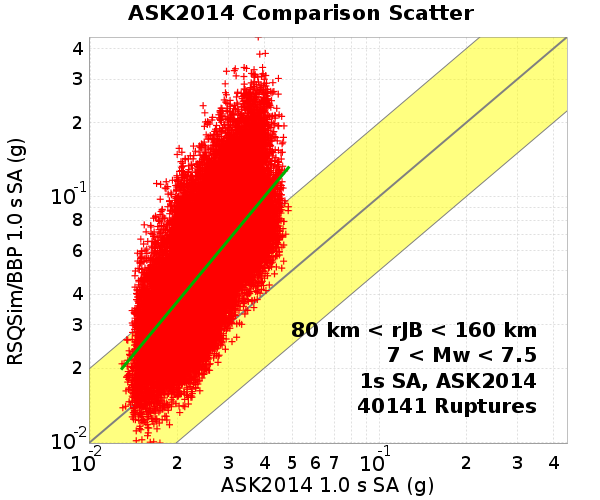 ASK2014 Comparison Scatter
RSQSim/BBP 1.0 s SA (g)
4
3
2
10^-1
8
6
4
3
2
10^-2
80 km < rJB < 160 km
7 < Mw < 7.5
1s SA, ASK2014
40141 Ruptures
10^-2 2 3 4 5 6 7 10^-1 2 3 4
ASK2014 1.0 s SA (g)